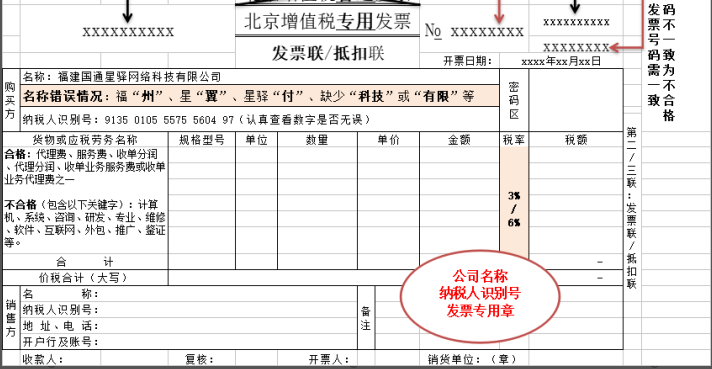 xxxxxxxxxx
北京增值税专用发票
发票联/抵扣联
№ xxxxxxxx
xxxxxxxxxx
xxxxxxxx
开票日期： xxxx年xx月xx日
码不一致为不合格
发票号码需一致
购买方
名称：福建国通星驿网络科技有限公司
名称错误情况：福“州”、星“翼”、星驿“付”、缺少“科技”或“有限”等
纳税人识别号：9135 0105 5575 5604 97（认真查看数字是否无误）
密码区
货物或应税劳务名称 规格型号 单位 数量 单价 金额 税率 税额
合格：代理费、服务费、收单分润
、代理分润、收单业务服务费或收单
业务代理费之一
不合格（包含以下关键字）：计算
机、系统、咨询、研发、专业、维修
、软件、互联网、外包、推广、鉴证
等。
3%
/
6%
合 计 -
价税合计（大写） -
第二/三联：发票联/抵扣联
销售方
名 称：
纳税人识别号：
地 址、电 话：
开户行及账号：
备注
公司名称
纳税人识别号
发票专用章
收款人： 复核： 开票人： 销货单位：（章）